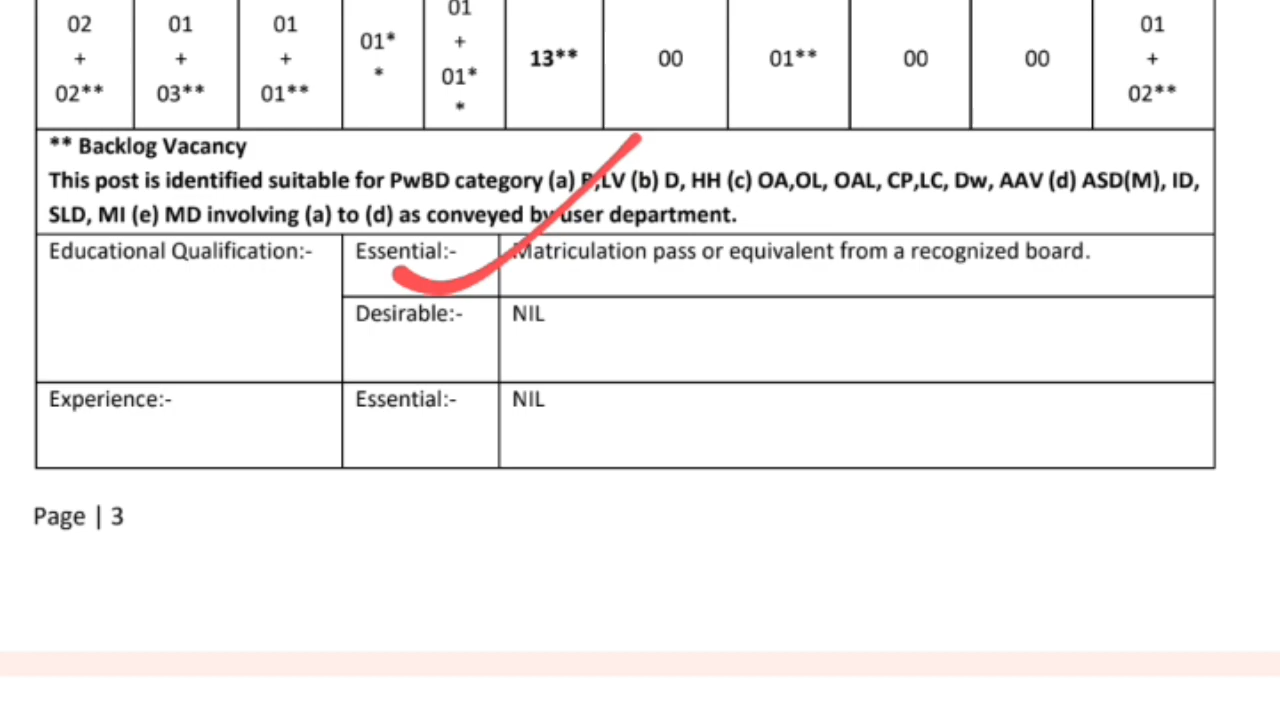 02 01 01 01
+ + + 01* + 13** 00 01** 00 00 +
02** 03** 01** * 01* 02**
*
** Backlog Vacancy
This post is identified suitable for PwBD category (a) B,LV (b) D, HH (c) OA,OL, OAL, CP,LC, Dw, AAV (d) ASD(M), ID,
SLD, MI (e) MD involving (a) to (d) as conveyed by user department.
Educational Qualification:- Essential:- Matriculation pass or equivalent from a recognized board.
Desirable:- NIL
Experience:- Essential:- NIL
Page | 3